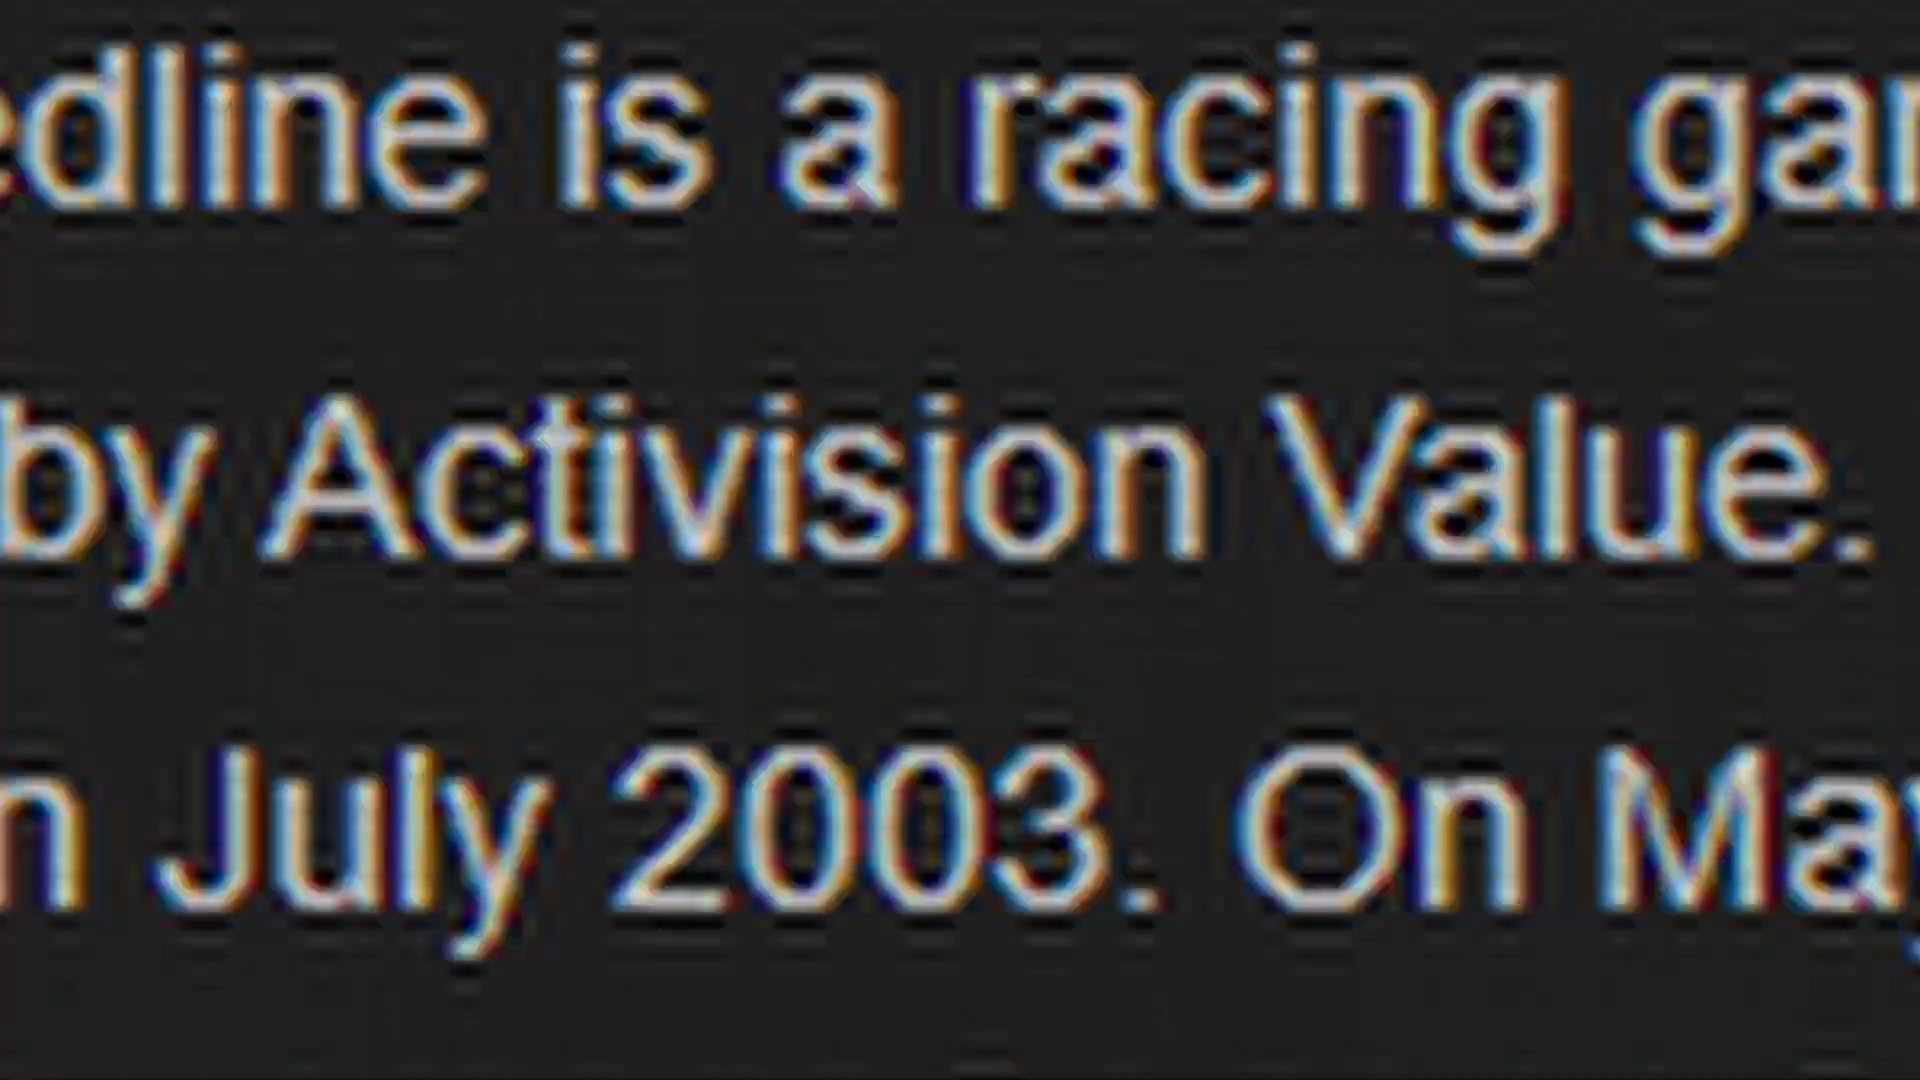 edline is a racing gar
by Activision Value.
n July 2003. On May